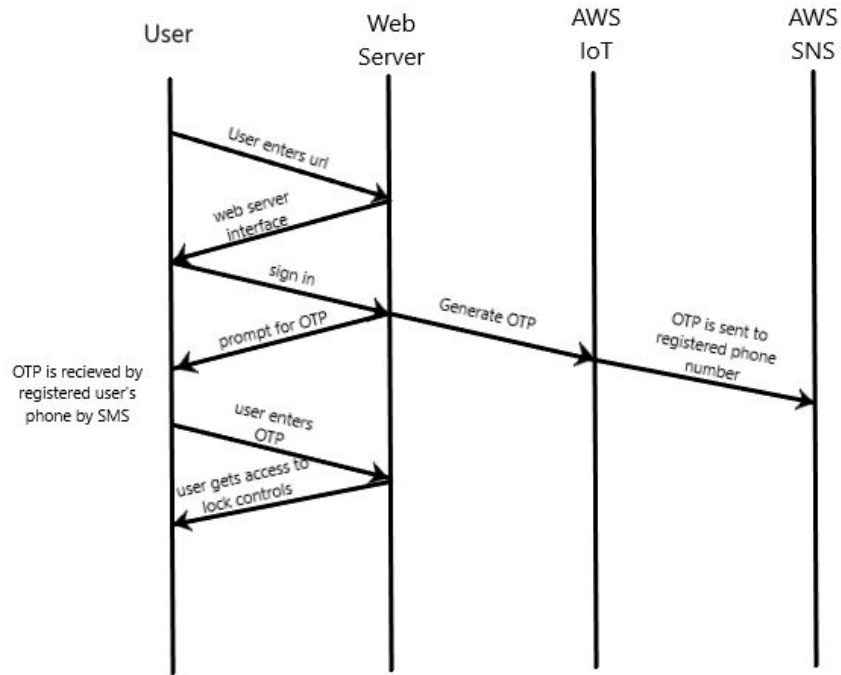 User
Web
Server
AWS
IoT
AWS
SNS
User enters url
web server
interface
sign in
Generate OTP
prompt for OTP
OTP is sent to
registered phone
number
OTP is recieved by
registered user's
phone by SMS
user enters
OTP
user gets access to
lock controls